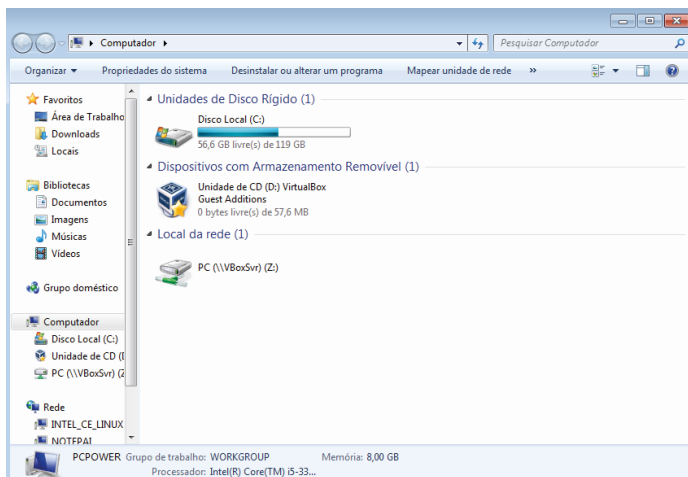 Computador
Pesquisar Computador
Organizar
Propriedades do sistema
Desinstalar ou alterar um programa
Mapear unidade de rede
»
Favoritos
Área de Trabalho
Downloads
Locais
Bibliotecas
Documentos
Imagens
Músicas
Vídeos
Grupo doméstico
Computador
Disco Local (C:)
Unidade de CD (D
PC (\\VBoxSvr) (Z
Rede
INTEL_CE_LINUX
NOTEPAI
Unidades de Disco Rígido (1)
Disco Local (C:)
56,6 GB livre(s) de 119 GB
Dispositivos com Armazenamento Removível (1)
Unidade de CD (D:) VirtualBox
Guest Additions
0 bytes livre(s) de 57,6 MB
Local da rede (1)
PC (\\VBoxSvr) (Z:)
PCPOWER Grupo de trabalho: WORKGROUP Memória: 8,00 GB
Processador: Intel(R) Core(TM) i5-33...